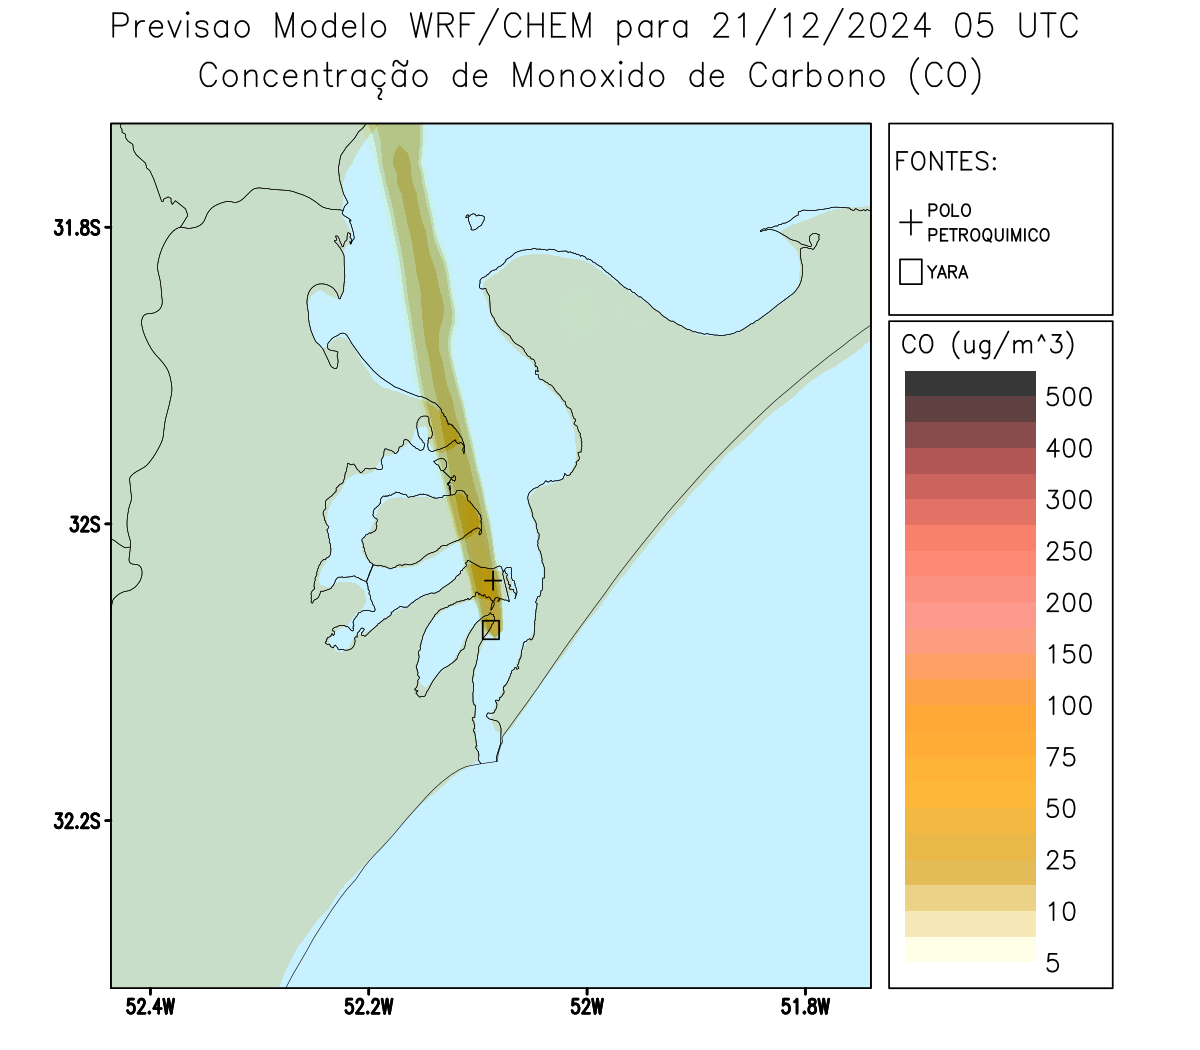 Previsao Modelo WRF/CHEM para 21/12/2024 05 UTC
Concentração de Monoxido de Carbono (CO)
FONTES:
POLO
PETROQUIMICO
YARA
CO (ug/m^3)
500
400
300
250
200
150
100
75
50
25
10
5
31.8S
32S
32.2S
52.4W
52.2W
52W
51.8W